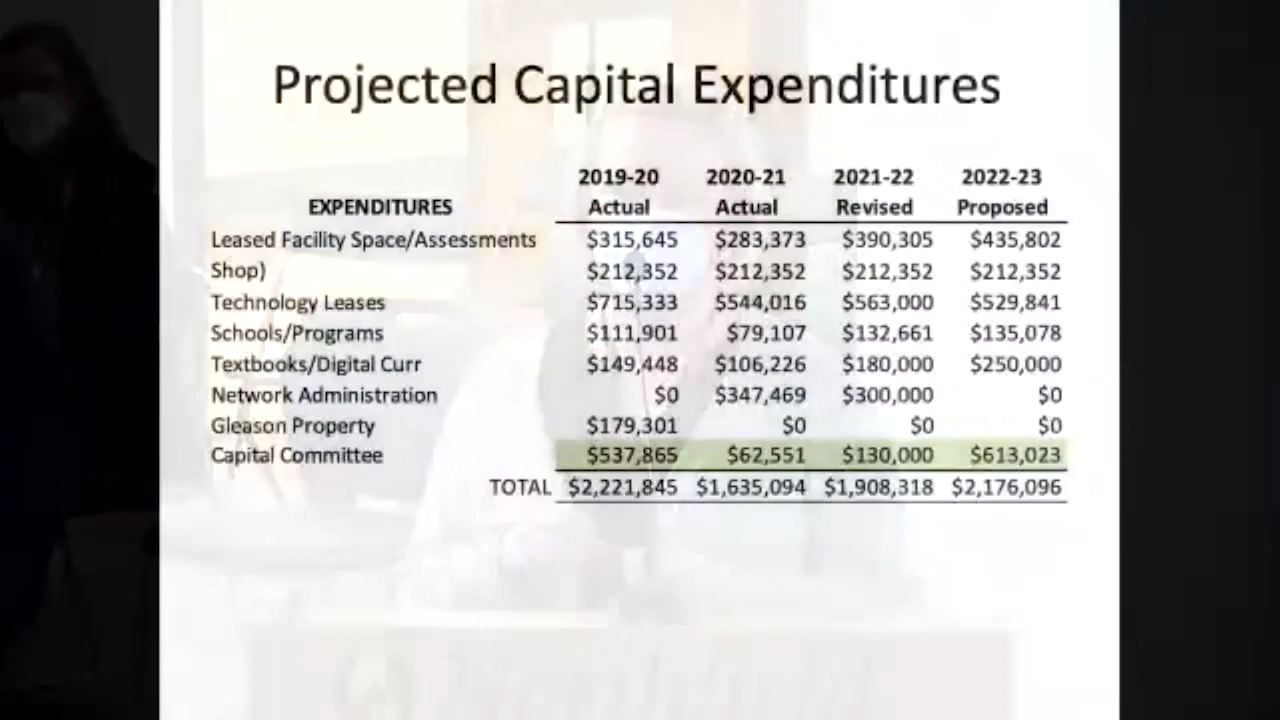 Projected Capital Expenditures
2019-20 2020-21 2021-22 2022-23
EXPENDITURES Actual Actual Revised Proposed
Leased Facility Space/Assessments $315,645 $283,373 $390,305 $435,802
Shop) $212,352 $212,352 $212,352 $212,352
Technology Leases $715,333 $544,016 $563,000 $529,841
Schools/Programs $111,901 $79,107 $132,661 $135,078
Textbooks/Digital Curr $149,448 $106,226 $180,000 $250,000
Network Administration $0 $347,469 $300,000 $0
Gleason Property $179,301 $0 $0 $0
Capital Committee $537,865 $62,551 $130,000 $613,023
TOTAL $2,221,845 $1,635,094 $1,908,318 $2,176,096